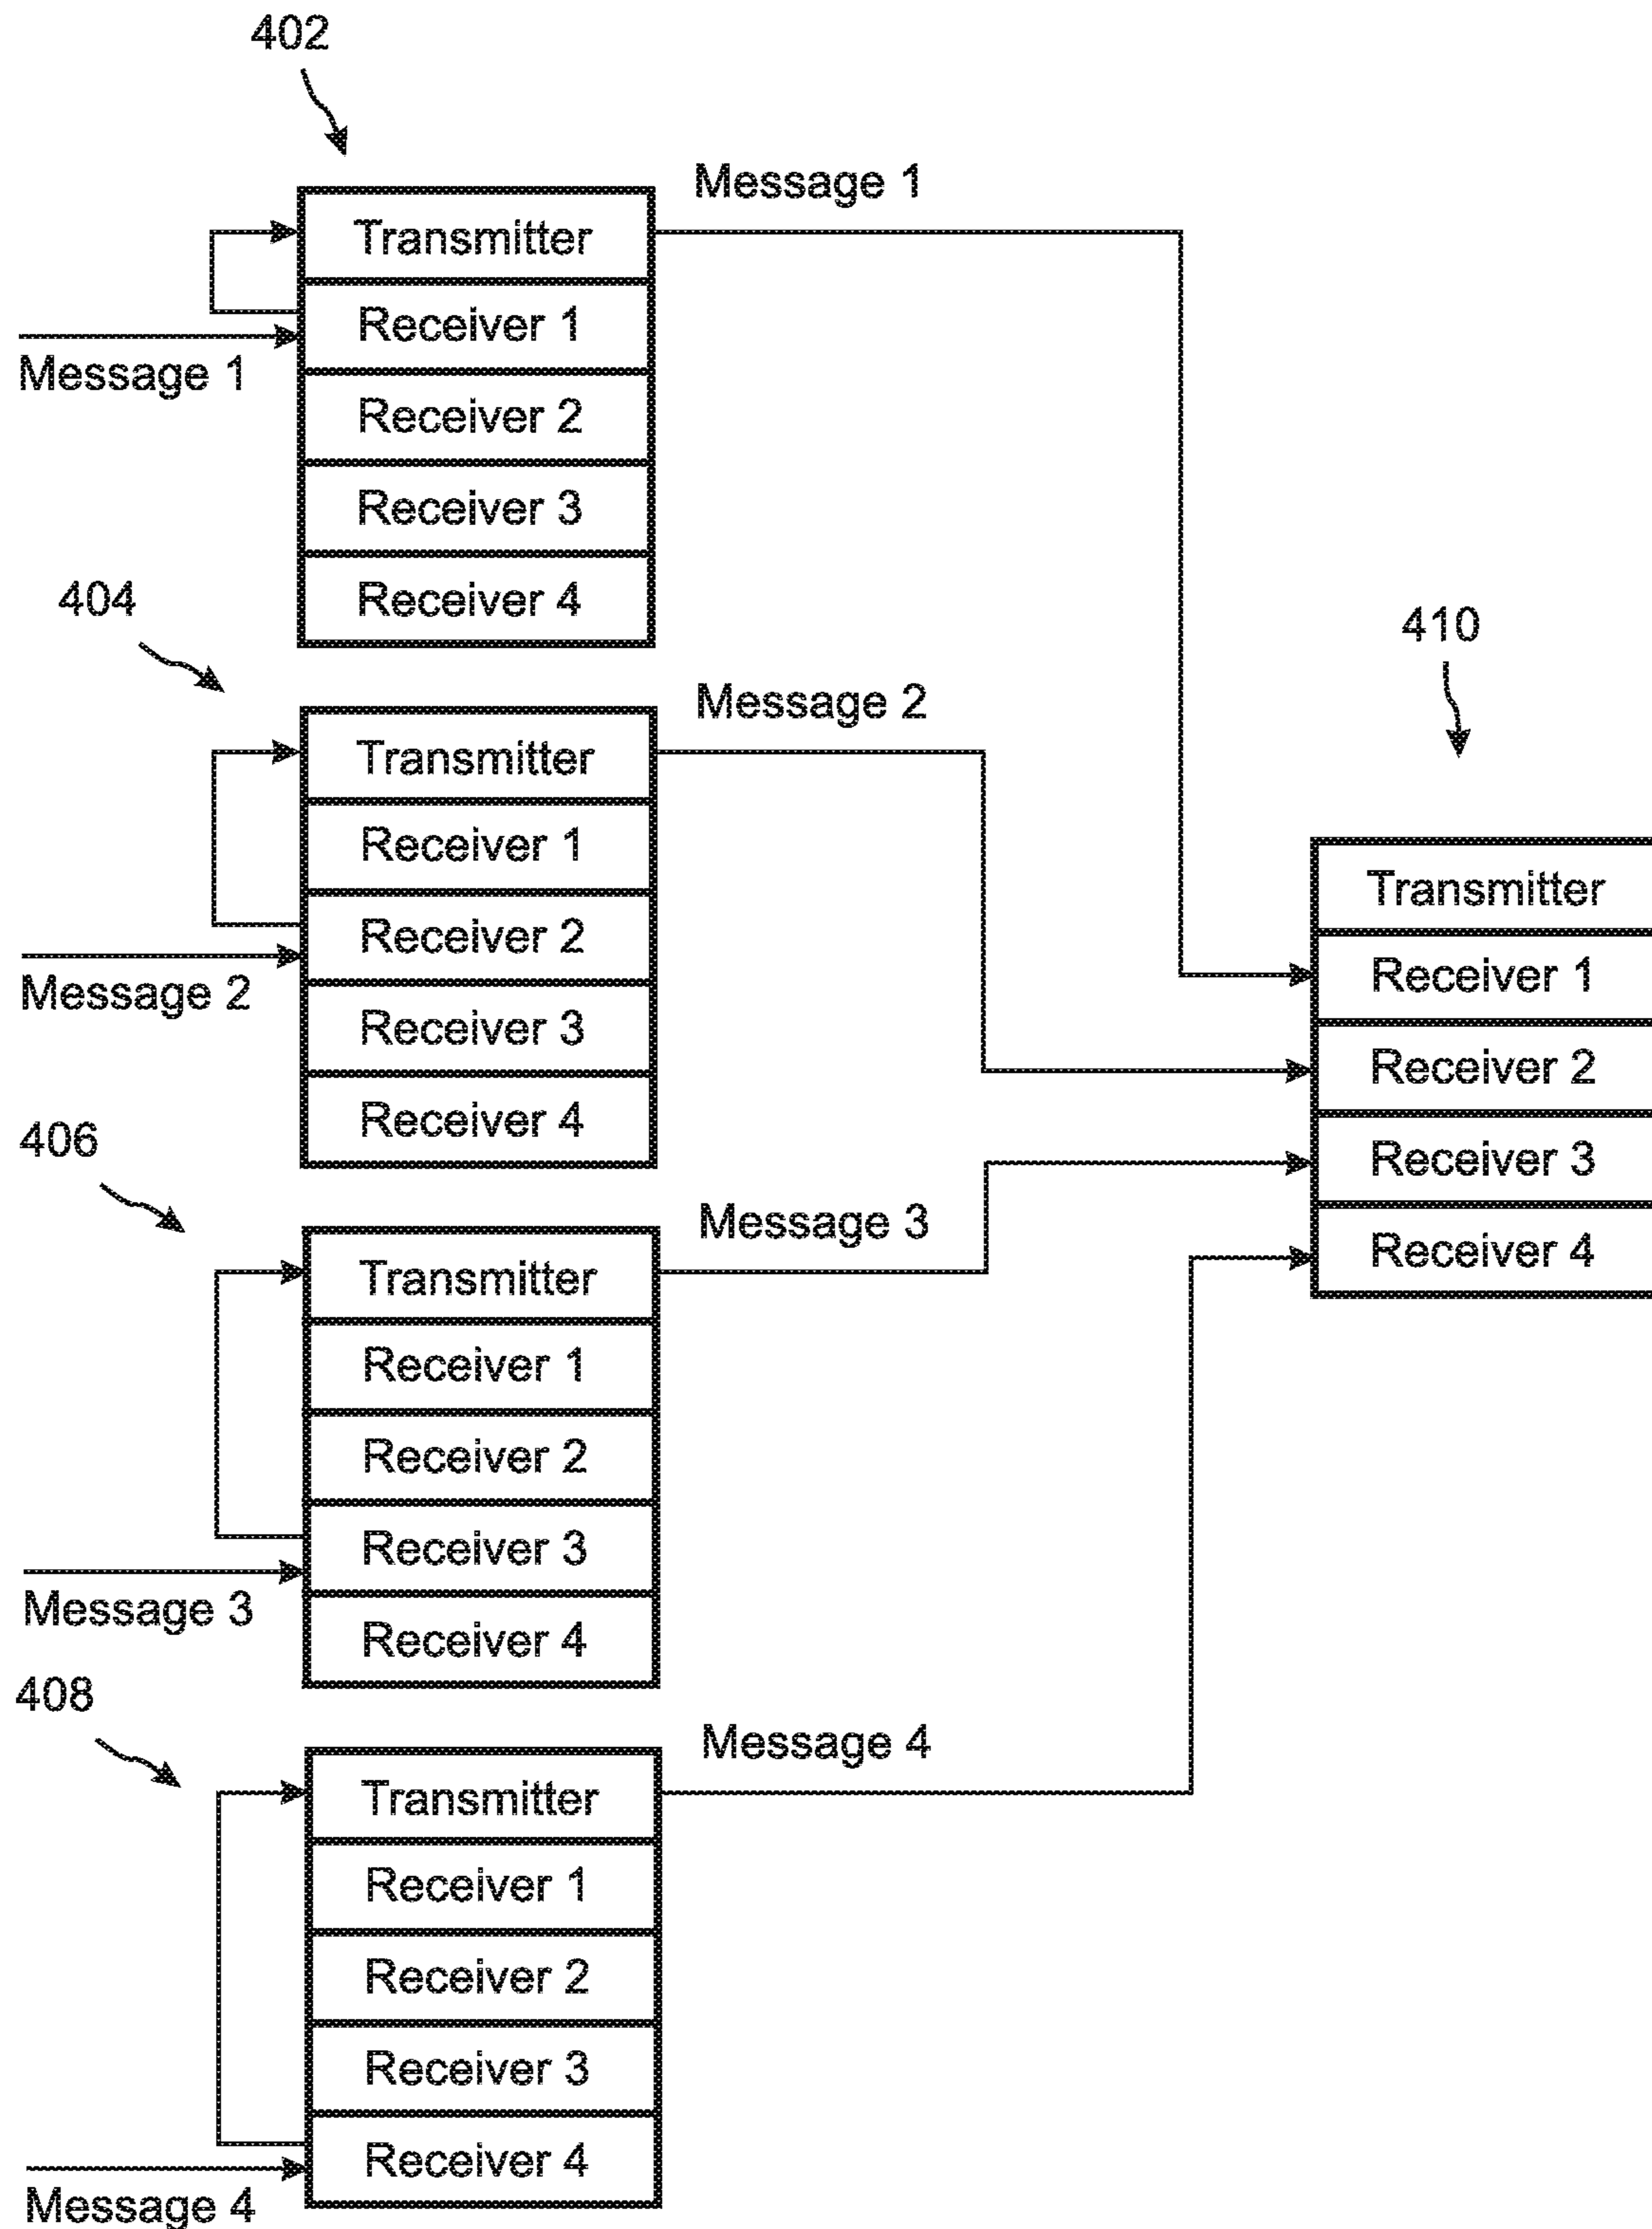 402
Message 1
Transmitter
Receiver 1
Message 1
Receiver 2
Receiver 3
Receiver 4
404
410
Message 2
Transmitter
Receiver 1
Receiver 2
Message 2
Receiver 3
Receiver 4
Transmitter
Receiver 1
Receiver 2
Receiver 3
Receiver 4
406
Message 3
Transmitter
Receiver 1
Receiver 2
Receiver 3
Message 3
Receiver 4
408
Message 4
Transmitter
Receiver 1
Receiver 2
Receiver 3
Receiver 4
Message 4